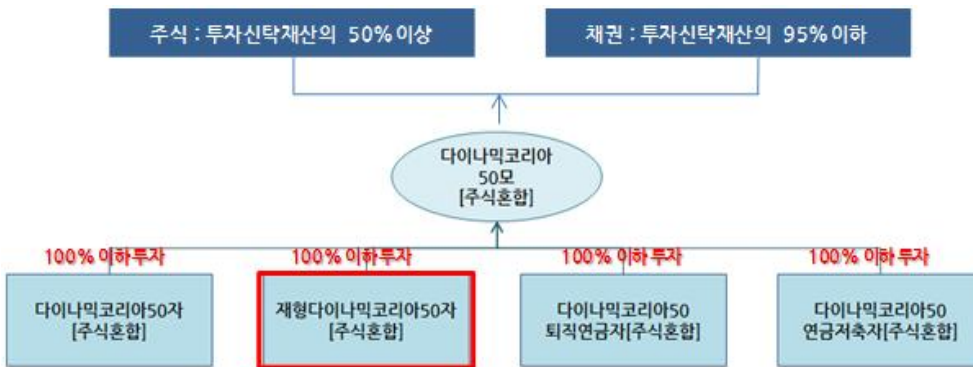 주식 : 투자신탁재산의 50% 이상
채권 : 투자신탁재산의 95% 이하
다이나믹코리아
50모
[주식혼합]
100% 이하 투자
100% 이하 투자
100% 이하 투자
100% 이하 투자
다이나믹코리아50자
[주식혼합]
재형다이나믹코리아50자
[주식혼합]
다이나믹코리아50
퇴직연금자[주식혼합]
다이나믹코리아50
연금저축자[주식혼합]